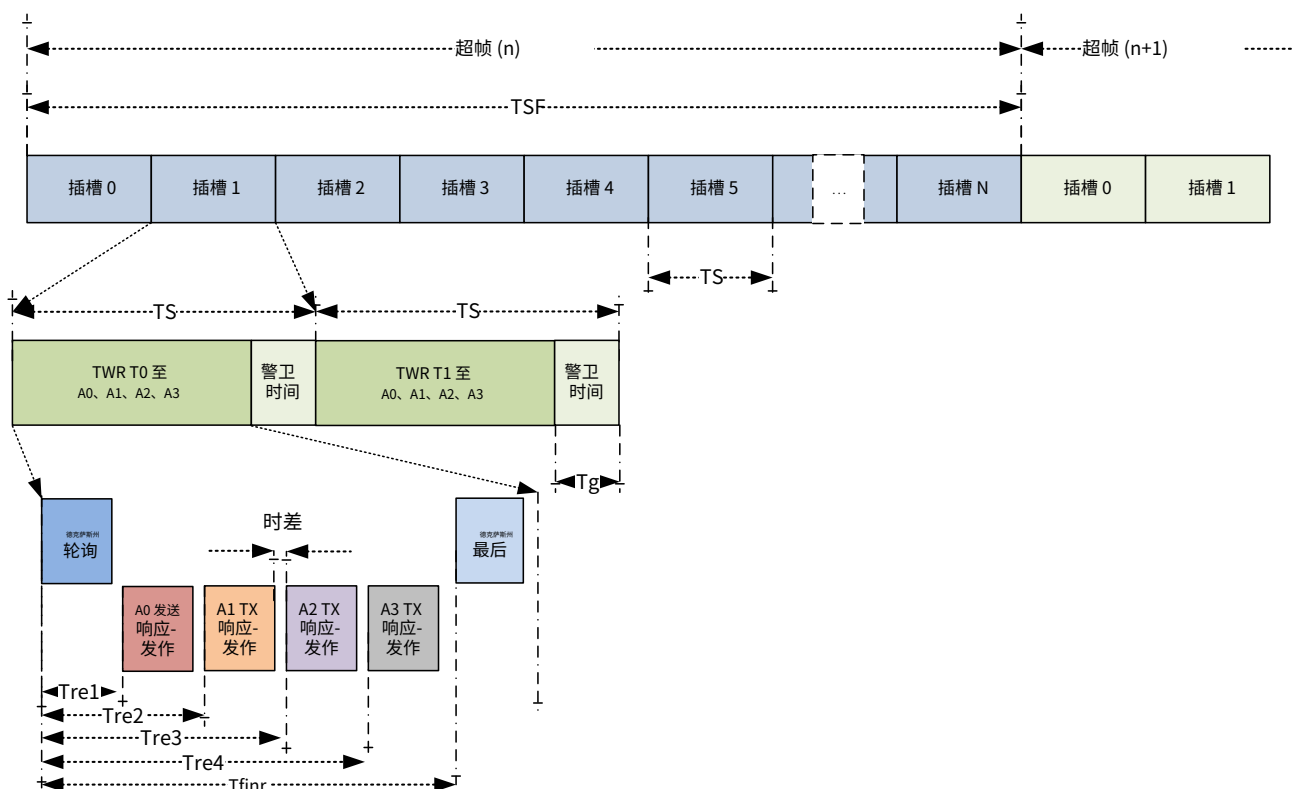 超帧 (n)
超帧 (n+1)
TSF
插槽 0
插槽 1
插槽 2
插槽 3
插槽 4
插槽 5
...
插槽 N
插槽 0
插槽 1
TS
TS
TS
TWR T0 至
A0、A1、A2、A3
警卫
时间
TWR T1 至
A0、A1、A2、A3
警卫
时间
Tg
德克萨斯州
轮询
时差
德克萨斯州
最后
A0 发送
响应-
发作
A1 TX
响应-
发作
A2 TX
响应-
发作
A3 TX
响应-
发作
Tre1
Tre2
Tre3
Tre4
Tfinr